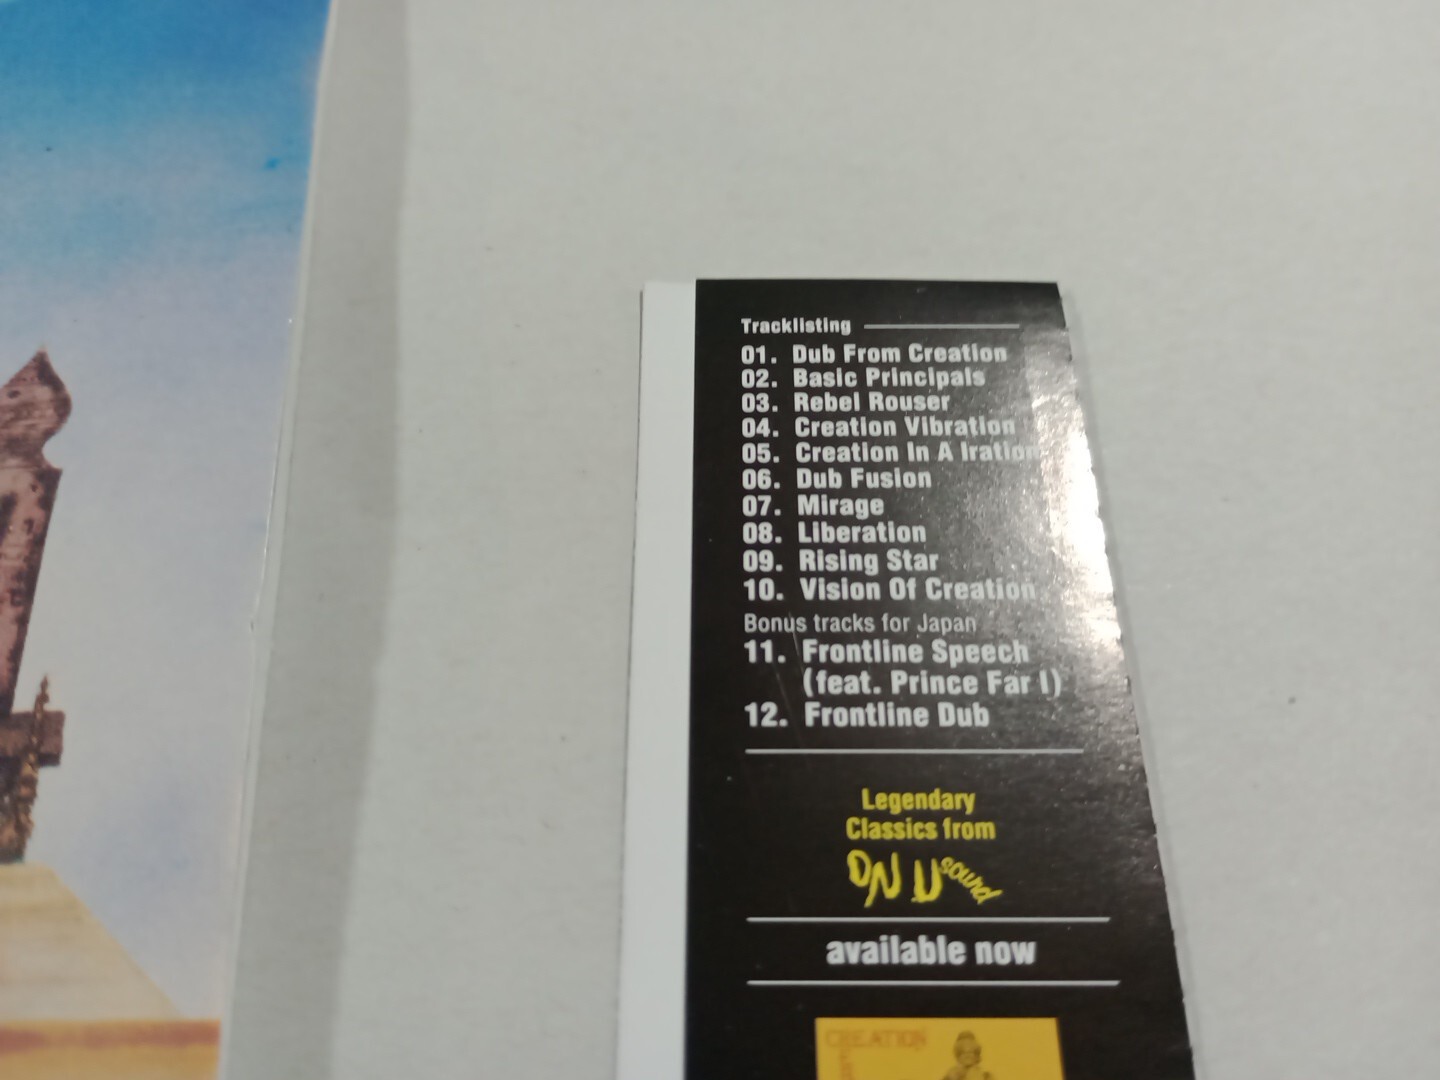 Tracklisting
01. Dub From Creation
02. Basic Principals
03. Rebel Rouser
04. Creation Vibration
05. Creation In A Iration
06. Dub Fusion
07. Mirage
08. Liberation
09. Rising Star
10. Vision Of Creation
Bonus tracks for Japan
11. Frontline Speech
(feat. Prince Far I)
12. Frontline Dub
Legendary
Classics from
ON U sound
available now
CREATION